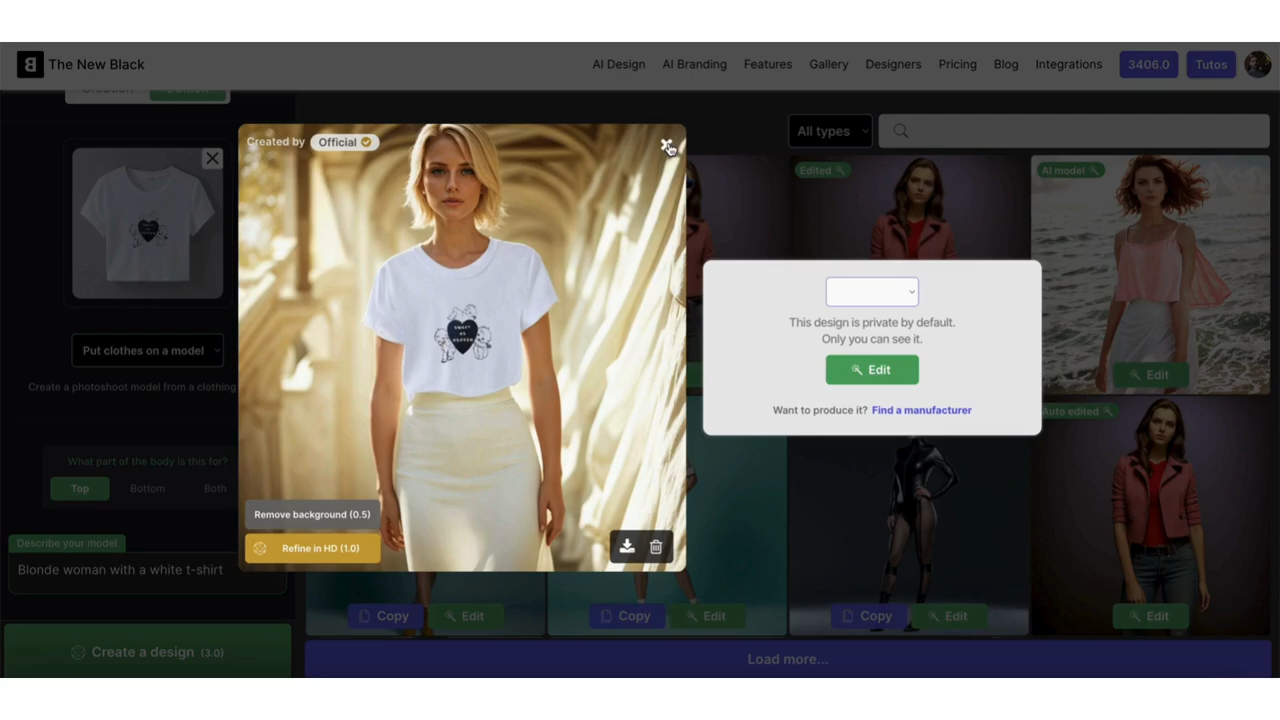 The New Black
AI Design
AI Branding
Features
Gallery
Designers
Pricing
Blog
Integrations
3406.0
Tutos
Creation
Edition
All types
Created by Official
Edited
AI model
Put clothes on a model
Create a photoshoot model from a clothing
What part of the body is this for?
Top
Bottom
Both
Describe your model
Blonde woman with a white t-shirt
Create a design (3.0)
SWEET
AS
HEAVEN
Remove background (0.5)
Refine in HD (1.0)
This design is private by default.
Only you can see it.
Edit
Want to produce it? Find a manufacturer
Edit
Auto edited
Copy
Edit
Copy
Edit
Copy
Edit
Edit
Load more...